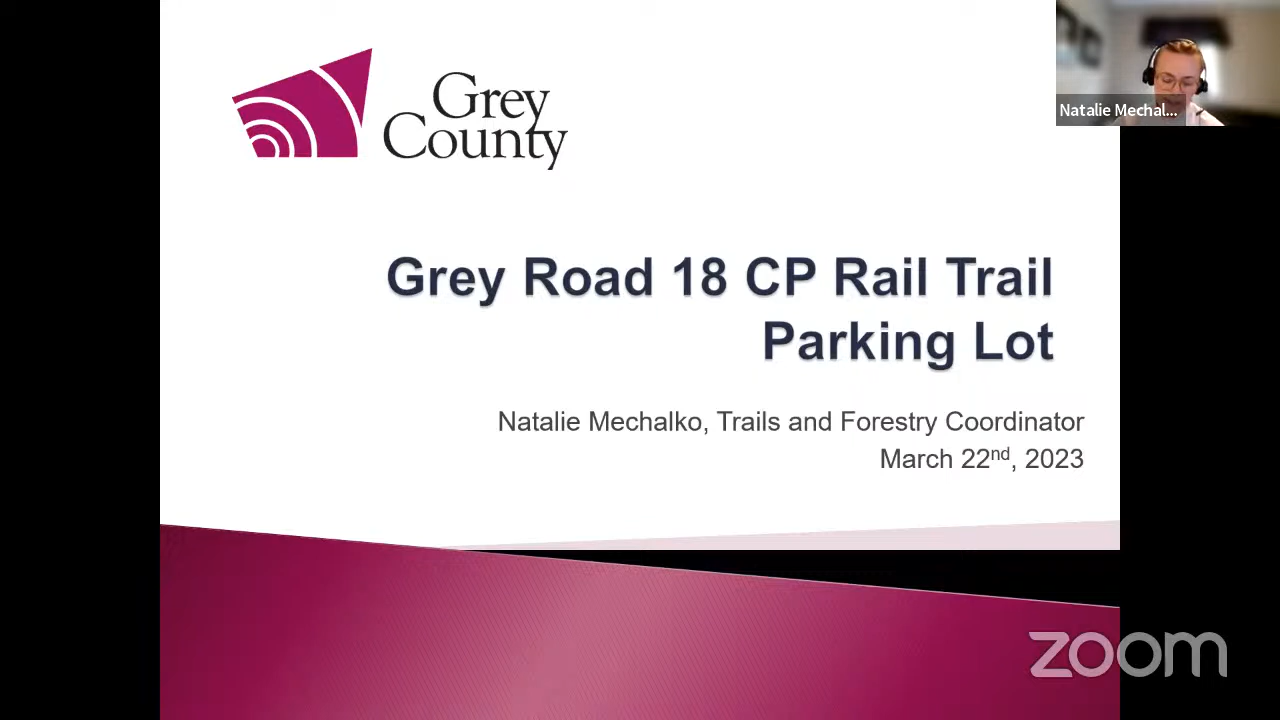 Grey
County
Natalie Mechal...
Grey Road 18 CP Rail Trail
Parking Lot
Natalie Mechalko, Trails and Forestry Coordinator
March 22nd, 2023
zoom